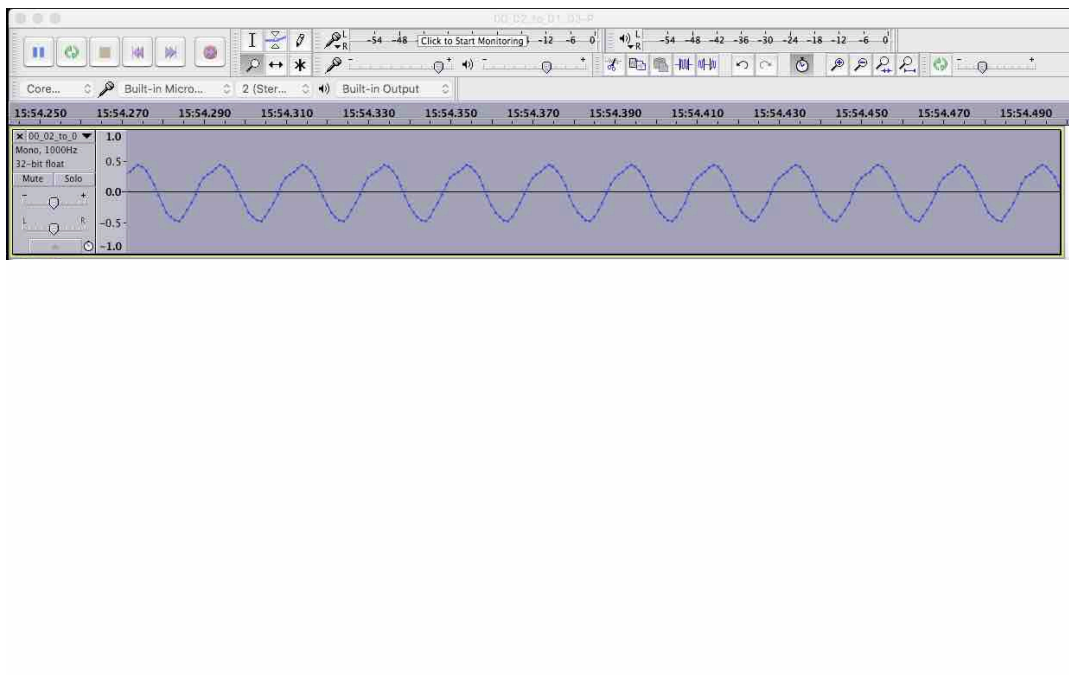 00_02_to_01_03-P
L R -54 -48 Click to Start Monitoring -12 -6 0 L R -54 -48 -42 -36 -30 -24 -18 -12 -6 0
- + - + - +
Core... Built-in Micro... 2 (Ster... Built-in Output
15:54.250 15:54.270 15:54.290 15:54.310 15:54.330 15:54.350 15:54.370 15:54.390 15:54.410 15:54.430 15:54.450 15:54.470 15:54.490
00_02_to_0 1.0
Mono, 1000Hz
32-bit float 0.5
Mute Solo
- + 0.0
L R -0.5
-1.0